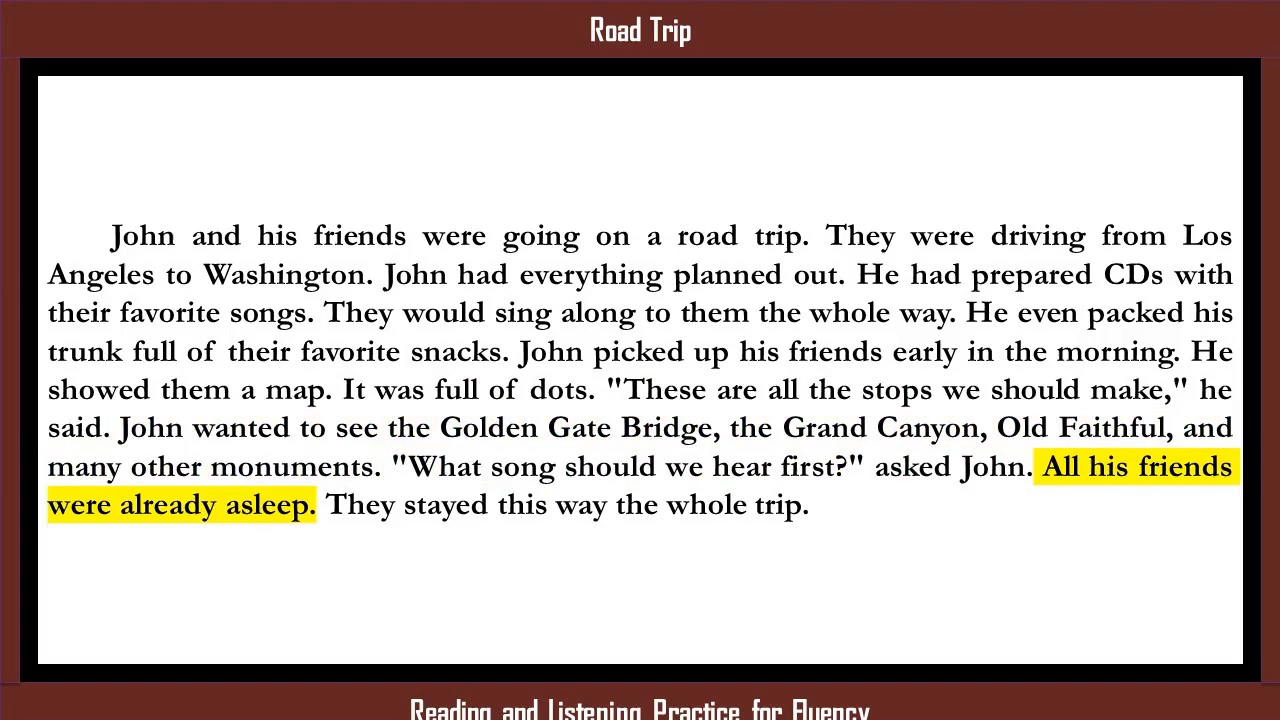 Road Trip
John and his friends were going on a road trip. They were driving from Los
Angeles to Washington. John had everything planned out. He had prepared CDs with
their favorite songs. They would sing along to them the whole way. He even packed his
trunk full of their favorite snacks. John picked up his friends early in the morning. He
showed them a map. It was full of dots. "These are all the stops we should make," he
said. John wanted to see the Golden Gate Bridge, the Grand Canyon, Old Faithful, and
many other monuments. "What song should we hear first?" asked John. All his friends
were already asleep. They stayed this way the whole trip.
Reading and Listening Practice for Fluency